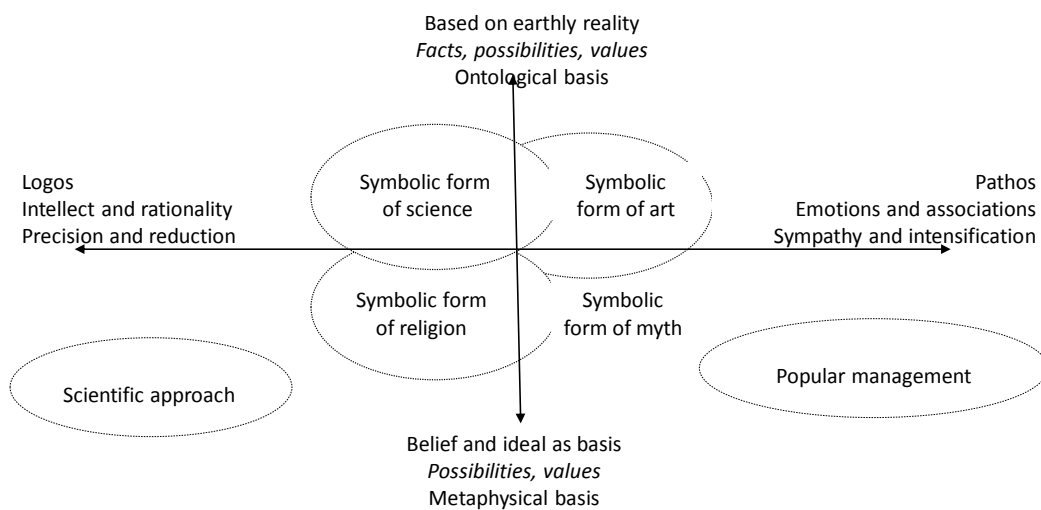 Based on earthly reality
Facts, possibilities, values
Ontological basis
Symbolic form
of science
Symbolic
form of art
Logos
Intellect and rationality
Precision and reduction
Pathos
Emotions and associations
Sympathy and intensification
Symbolic form
of religion
Symbolic
form of myth
Scientific approach
Popular management
Belief and ideal as basis
Possibilities, values
Metaphysical basis